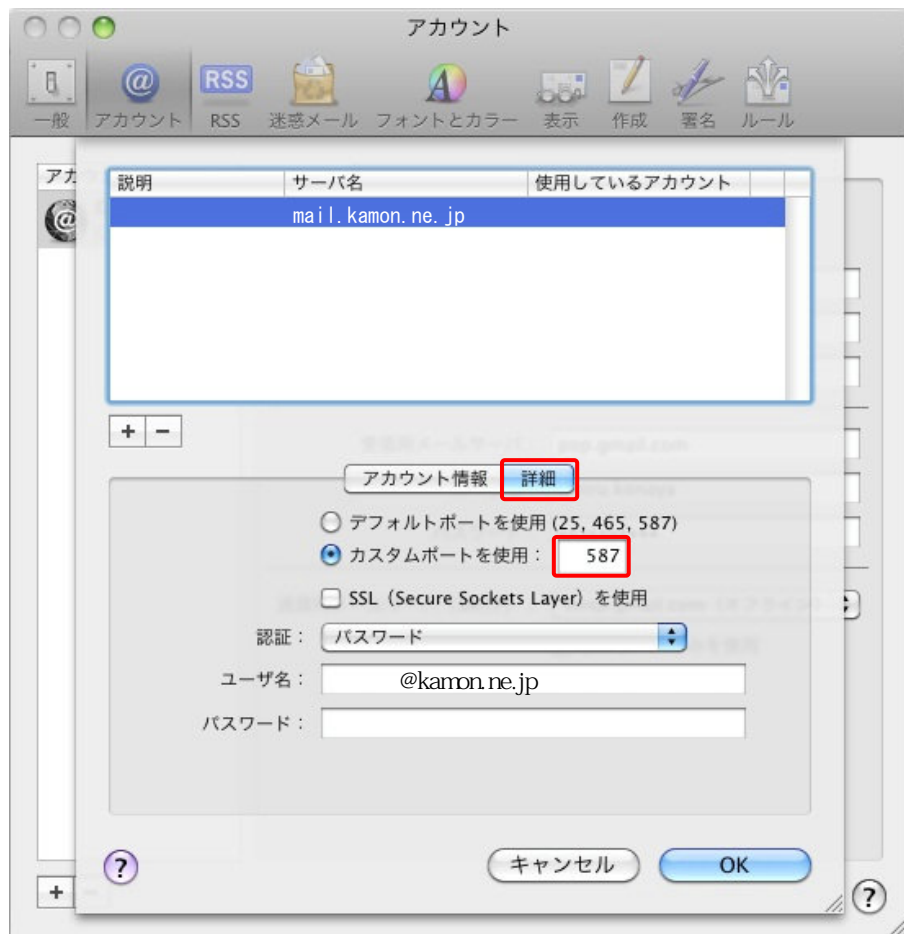 アカウント
RSS
一般 アカウント RSS 迷惑メール フォントとカラー 表示 作成 署名 ルール
アカ
説明 サーバ名 使用しているアカウント
mail.kamon.ne.jp
pop.gmail.com
アカウント情報 詳細
デフォルトポートを使用 (25, 465, 587)
カスタムポートを使用： 587
SSL（Secure Sockets Layer）を使用
認証： パスワード
ユーザ名： @kamon.ne.jp
パスワード：
キャンセル OK